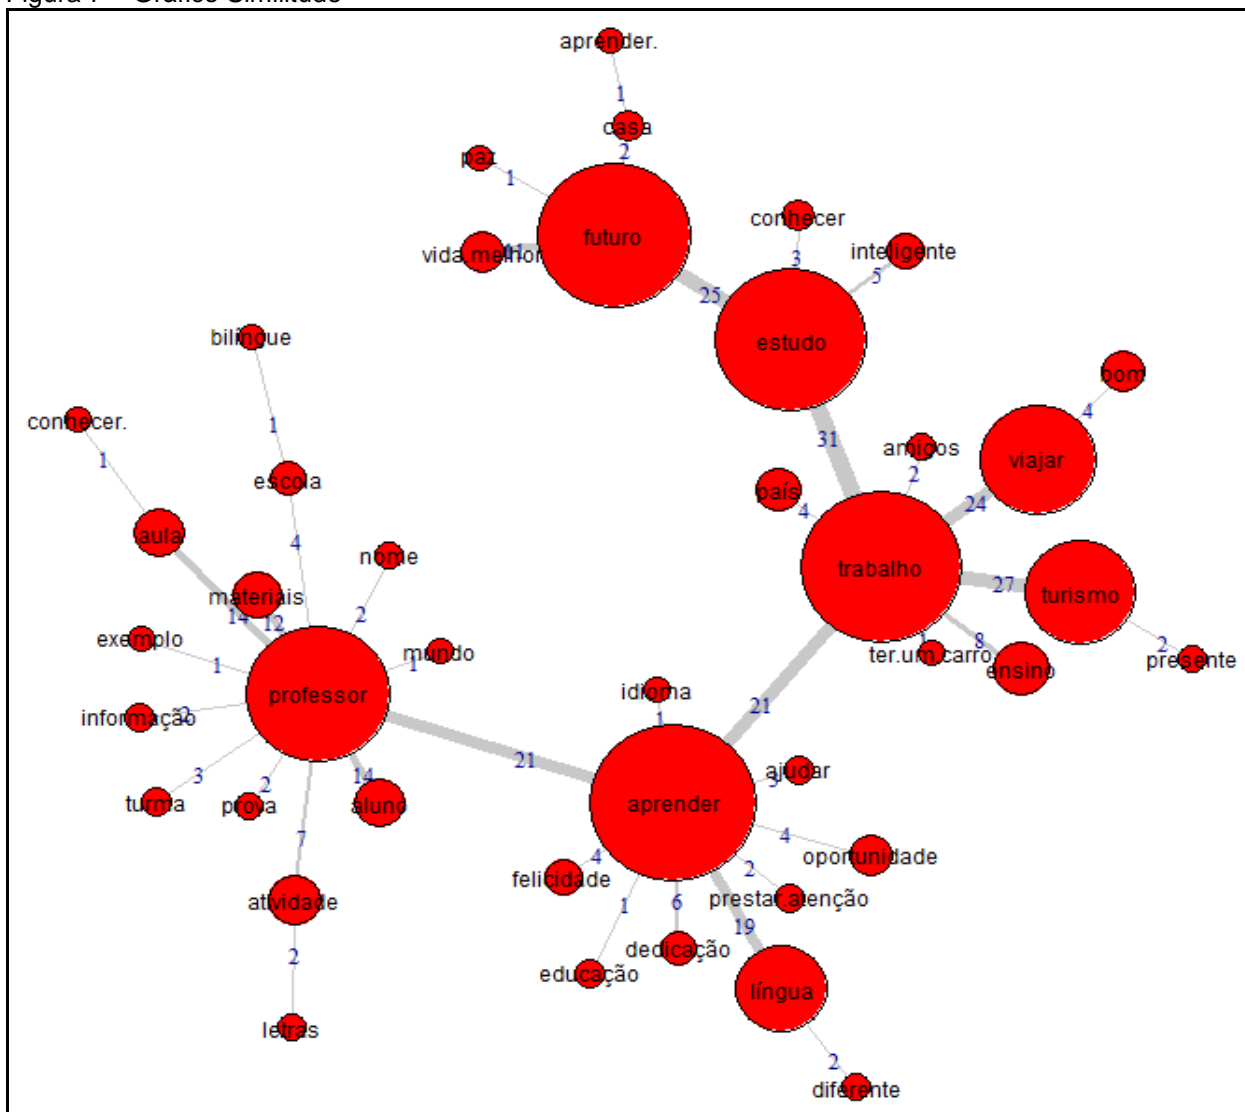 Figura – Gráfico Similitude
aprender.
1
casa
2
paz
1
futuro
vida.melhor
11
25
conhecer
3
inteligente
5
estudo
31
bilíngue
1
conhecer.
1
escola
4
aula
14
materiais
12
nome
2
exemplo
1
mundo
1
professor
informação
2
turma
3
prova
2
aluno
14
7
atividade
2
letras
21
bom
4
viajar
24
amigos
2
país
4
trabalho
27
turismo
2
presente
1
ter.um.carro
8
ensino
21
idioma
1
aprender
ajudar
3
4
oportunidade
2
prestar.atenção
felicidade
4
1
educação
6
dedicação
19
língua
2
diferente